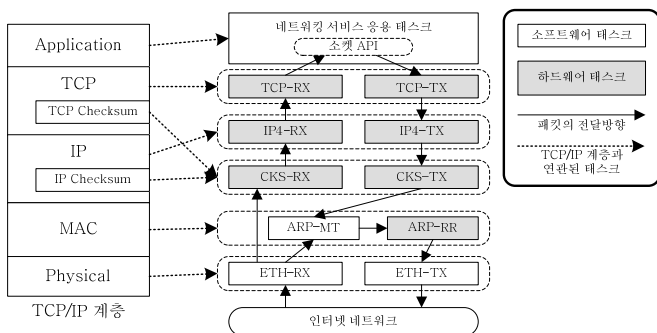 Application
TCP
TCP Checksum
IP
IP Checksum
MAC
Physical
TCP/IP 계층
네트워킹 서비스 응용 태스크
소켓 API
TCP-RX
TCP-TX
IP4-RX
IP4-TX
CKS-RX
CKS-TX
ARP-MT
ARP-RR
ETH-RX
ETH-TX
인터넷 네트워크
소프트웨어 태스크
하드웨어 태스크
패킷의 전달방향
TCP/IP 계층과
연관된 태스크